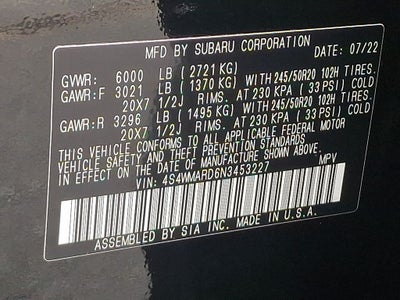 MFD BY SUBARU CORPORATION DATE: 07/22
GVWR: 6000 LB (2721 KG)
GAWR:F 3021 LB (1370 KG) WITH 245/50R20 102H TIRES.
20X7 1/2J RIMS. AT 230 KPA (33 PSI) COLD
GAWR:R 3296 LB (1495 KG) WITH 245/50R20 102H TIRES.
20X7 1/2J RIMS. AT 230 KPA (33 PSI) COLD
THIS VEHICLE CONFORMS TO ALL APPLICABLE FEDERAL MOTOR
VEHICLE SAFETY AND THEFT PREVENTION STANDARDS
IN EFFECT ON THE DATE OF MANUFACTURE SHOWN ABOVE.
VIN: 4S4WMARD6N3453227 MPV
ASSEMBLED BY SIA INC. MADE IN U.S.A.